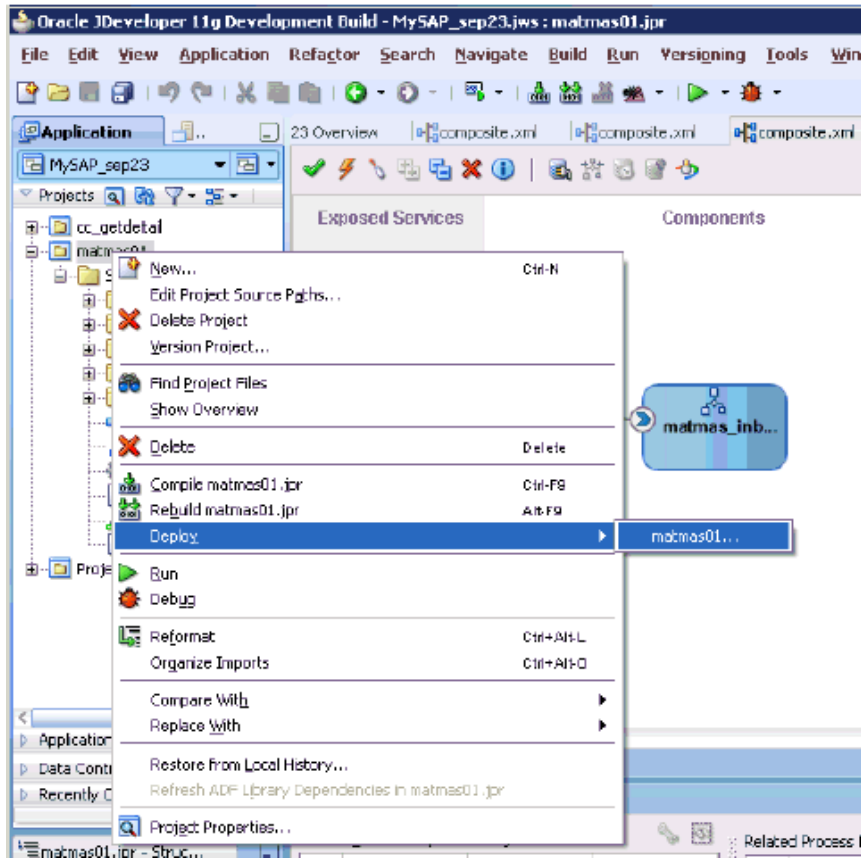 Oracle JDeveloper 11g Development Build - MySAP_sep23.jws : matmas01.jpr
File Edit View Application Refactor Search Navigate Build Run Versioning Tools Win
Application
23 Overview
composite.xml
composite.xml
composite.xml
MySAP_sep23
Projects
Exposed Services
Components
cc_getdetail
matmas01
New... Ctrl-N
Edit Project Source Paths...
Delete Project
Version Project...
Find Project Files
Show Overview
matmas_inb...
Delete Delete
Compile matmas01.jpr Ctrl-F9
Rebuild matmas01.jpr Alt-F9
Deploy
matmas01...
Proje
Run
Debug
Reformat Ctrl+Alt-L
Organize Imports Ctrl+Alt-O
Compare With
Replace With
Application
Data Contr
Restore from Local History...
Recently O
Refresh ADF Library Dependencies in matmas01.jpr
Project Properties...
matmas01.jpr - Struc...
Related Process